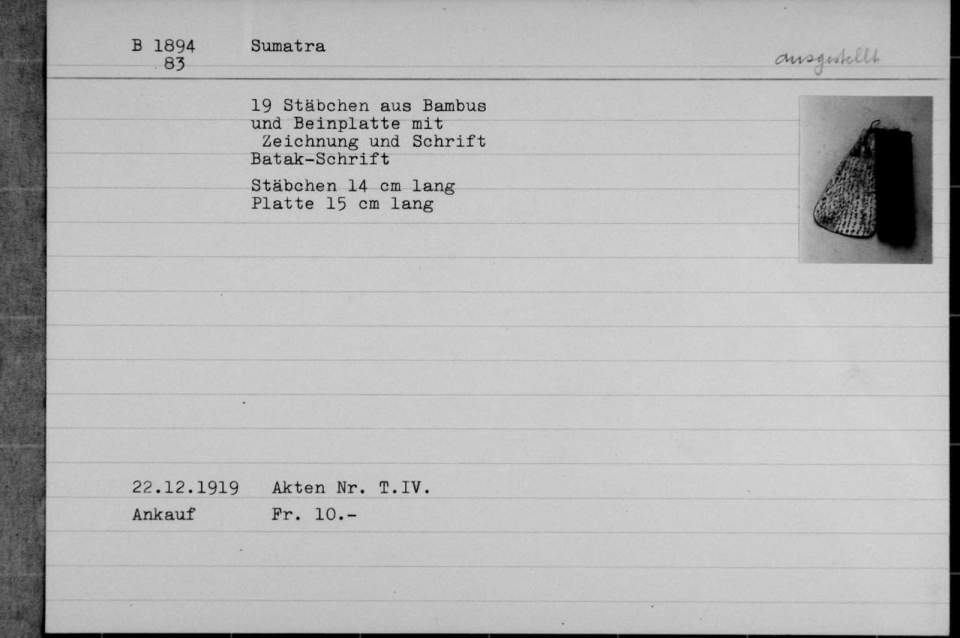 B 1894 Sumatra
83
ausgestellt
19 Stäbchen aus Bambus
und Beinplatte mit
Zeichnung und Schrift
Batak-Schrift
Stäbchen 14 cm lang
Platte 15 cm lang
22.12.1919 Akten Nr. T.IV.
Ankauf Fr. 10.-